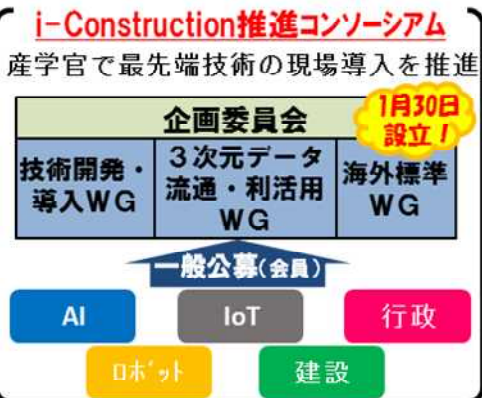 i-Construction推進コンソーシアム
産学官で最先端技術の現場導入を推進
企画委員会
1月30日
設立！
技術開発・
導入WG
３次元データ
流通・利活用
WG
海外標準
WG
一般公募(会員)
AI
IoT
行政
ロボット
建設